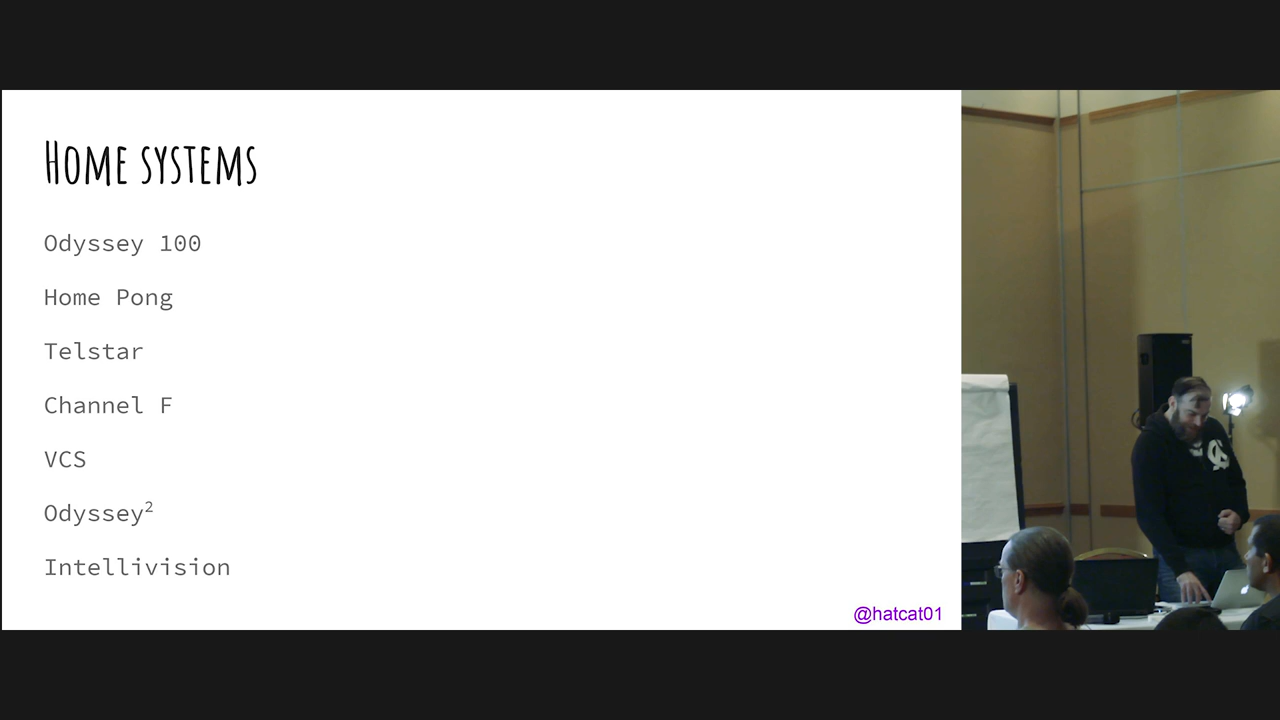 Home systems
Odyssey 100
Home Pong
Telstar
Channel F
VCS
Odyssey²
Intellivision
@hatcat01